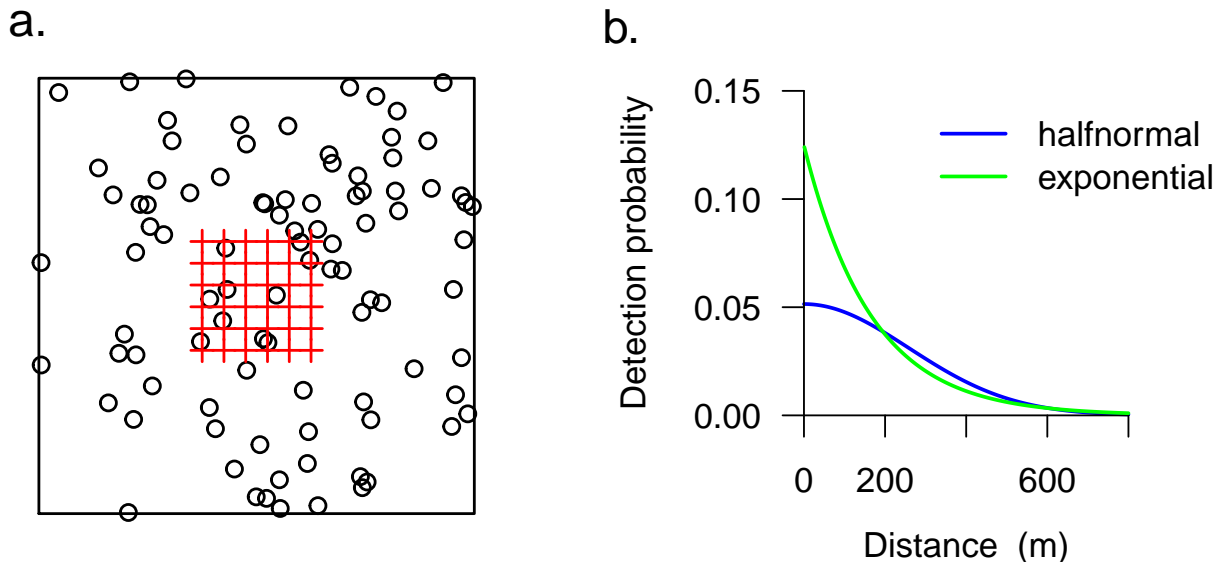 a.
b.
Detection probability
0.15
0.10
0.05
0.00
halfnormal
exponential
0 200 600
Distance (m)